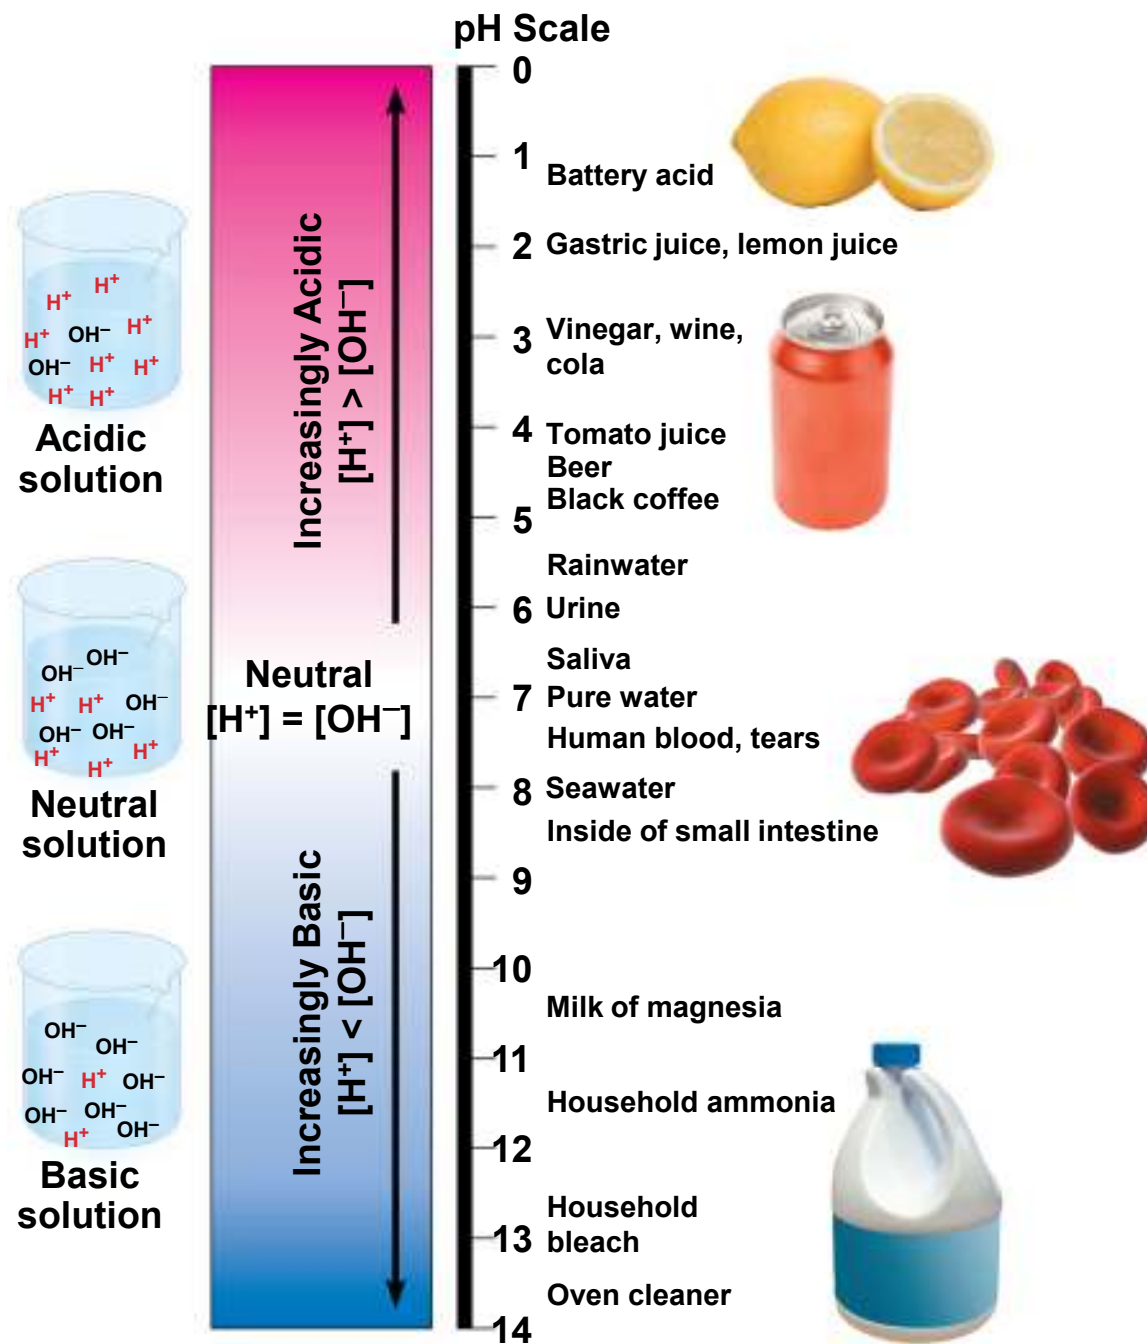 pH Scale
0
1
Battery acid
2
Gastric juice, lemon juice
3
Vinegar, wine,
cola
4
Tomato juice
Beer
Black coffee
5
Rainwater
6
Urine
Saliva
7
Pure water
Human blood, tears
8
Seawater
Inside of small intestine
9
10
Milk of magnesia
11
Household ammonia
12
Household
bleach
13
Oven cleaner
14
Increasingly Acidic
[H⁺] > [OH⁻]
Neutral
[H⁺] = [OH⁻]
Increasingly Basic
[H⁺] < [OH⁻]
H⁺
H⁺
H⁺
OH⁻
H⁺
OH⁻
H⁺
H⁺
H⁺
H⁺
Acidic
solution
OH⁻
OH⁻
H⁺
H⁺
OH⁻
OH⁻
OH⁻
H⁺
H⁺
H⁺
Neutral
solution
OH⁻
OH⁻
OH⁻
H⁺
OH⁻
OH⁻
OH⁻
OH⁻
H⁺
Basic
solution